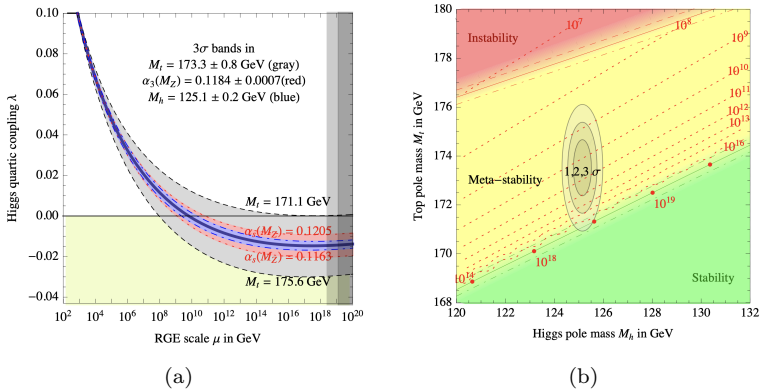 0.10
0.08
0.06
0.04
0.02
0.00
−0.02
−0.04
Higgs quartic coupling λ
3σ bands in
M_t = 173.3 ± 0.8 GeV (gray)
α_3(M_Z) = 0.1184 ± 0.0007(red)
M_h = 125.1 ± 0.2 GeV (blue)
M_t = 171.1 GeV
α_s(M_Z) = 0.1205
α_s(M_Z) = 0.1163
M_t = 175.6 GeV
10^2 10^4 10^6 10^8 10^10 10^12 10^14 10^16 10^18 10^20
RGE scale μ in GeV
(a)
180
178
176
174
172
170
168
Top pole mass M_t in GeV
Instability
10^7
10^8
10^9
10^10
10^11
10^12
10^13
10^16
1,2,3 σ
Meta−stability
10^19
10^18
10^14
Stability
120 122 124 126 128 130 132
Higgs pole mass M_h in GeV
(b)